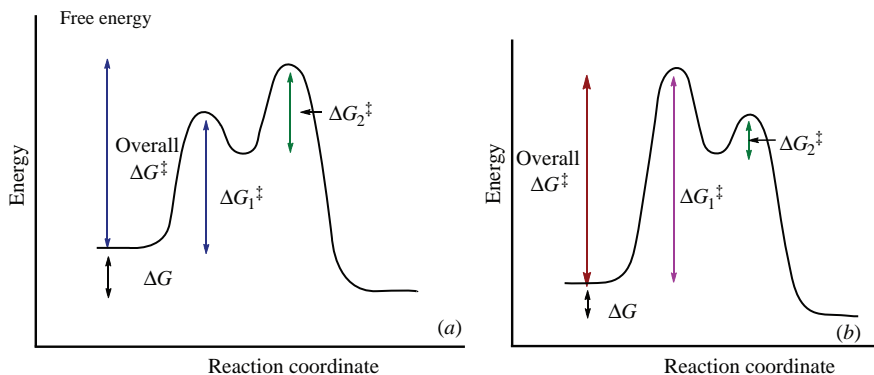 Free energy
Energy
Overall
ΔG‡
ΔG₁‡
ΔG₂‡
ΔG
(a)
Reaction coordinate
Energy
Overall
ΔG‡
ΔG₁‡
ΔG₂‡
ΔG
(b)
Reaction coordinate